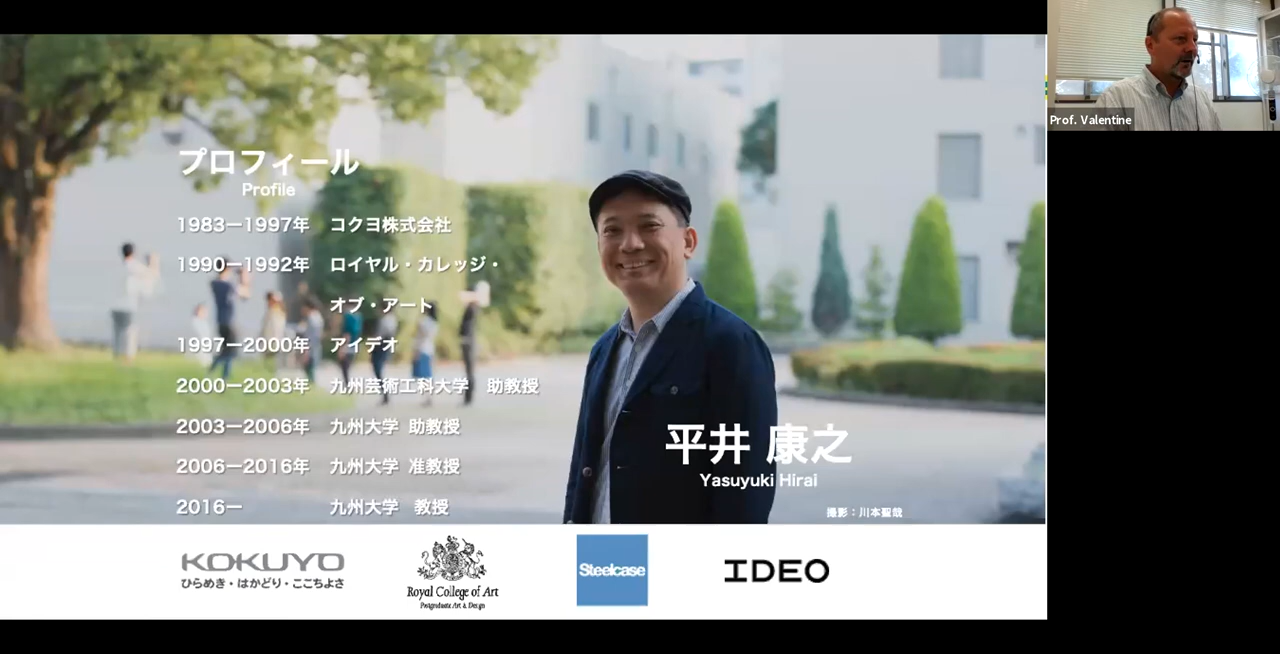 プロフィール
Profile
1983ー1997年 コクヨ株式会社
1990ー1992年 ロイヤル・カレッジ・
オブ・アート
1997ー2000年 アイデオ
2000ー2003年 九州芸術工科大学 助教授
2003ー2006年 九州大学 助教授
2006ー2016年 九州大学 准教授
2016ー 九州大学 教授
平井 康之
Yasuyuki Hirai
撮影：川本聖哉
KOKUYO
ひらめき・はかどり・ここちよさ
Royal College of Art
Postgraduate Art & Design
Steelcase
IDEO
Prof. Valentine